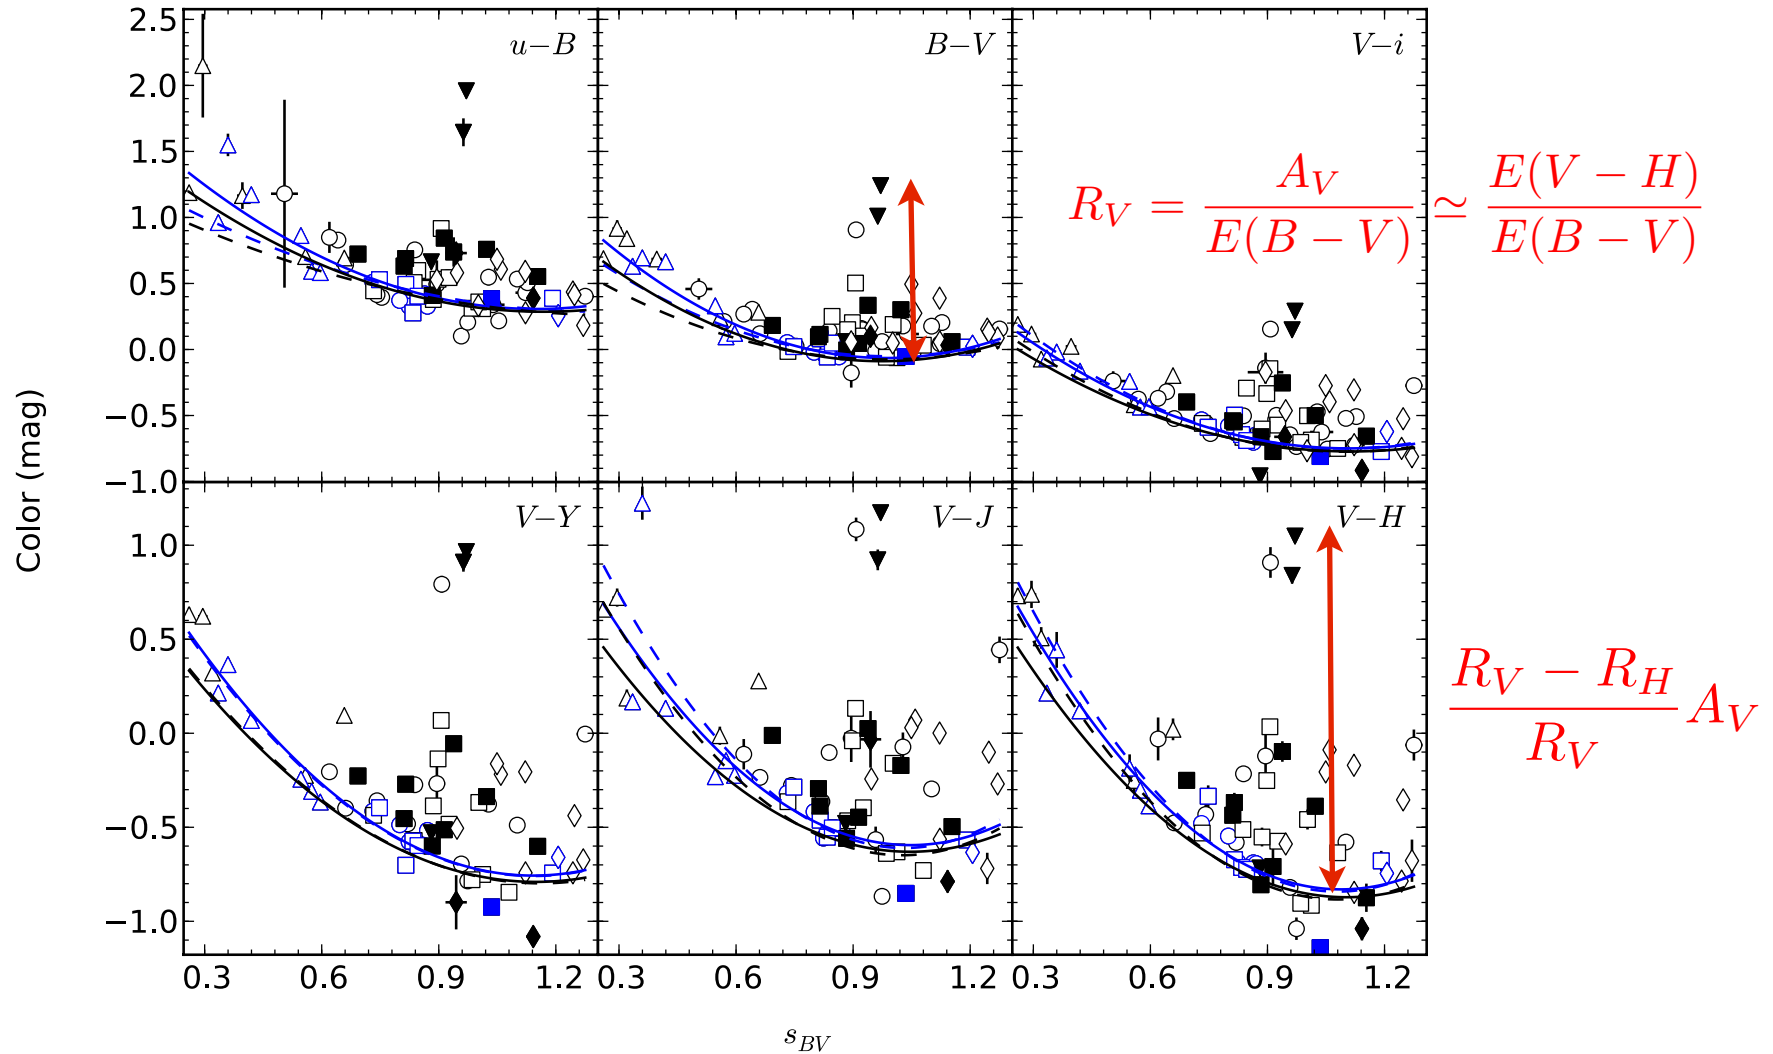 2.5
2.0
1.5
1.0
0.5
0.0
−0.5
−1.0
u−B
B−V
V−i
R_V = A_V / E(B − V) ≃ E(V − H) / E(B − V)
Color (mag)
1.0
0.5
0.0
−0.5
−1.0
V−Y
V−J
V−H
(R_V − R_H) / R_V A_V
0.3 0.6 0.9 1.2 0.3 0.6 0.9 1.2 0.3 0.6 0.9 1.2
s_BV